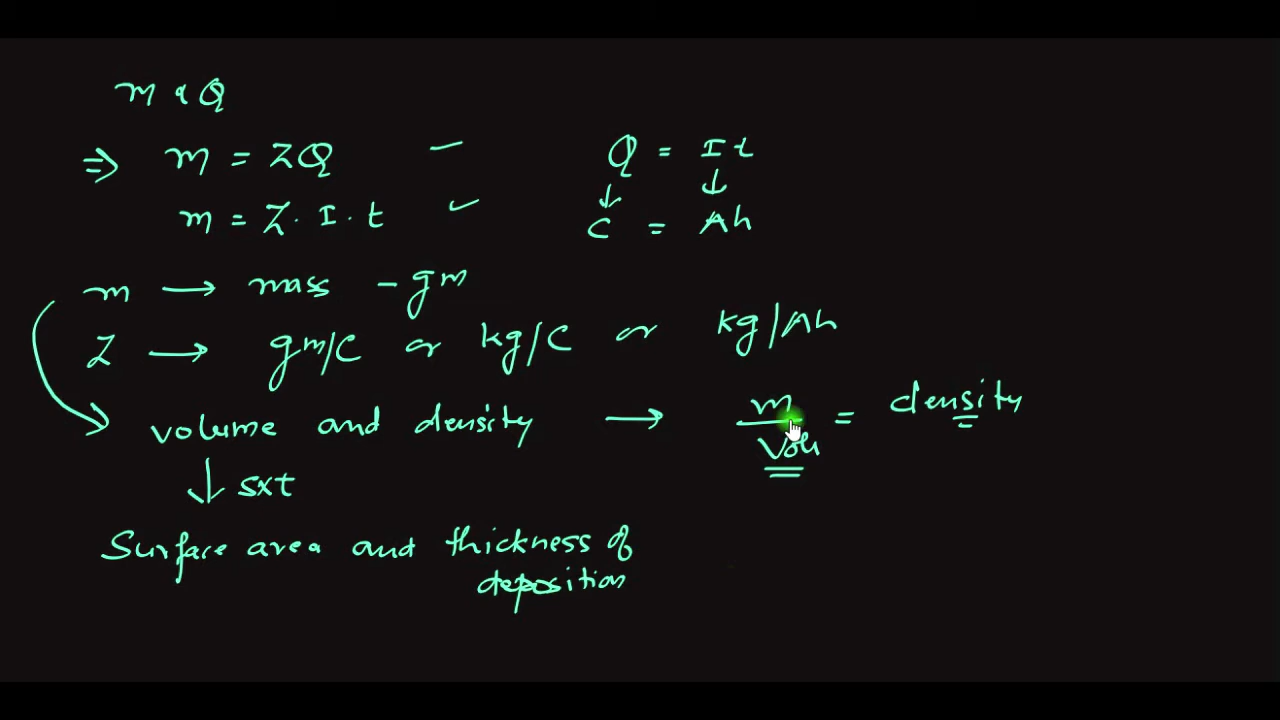 m α Q
⇒ m = ZQ – Q = It
m = Z. I. t ✓ ↓ ↓
C = Ah
m → mass - gm
Z → gm/C or kg/C or kg/Ah
volume and density → m/Vol = density
↓ sxt
Surface area and thickness of
deposition